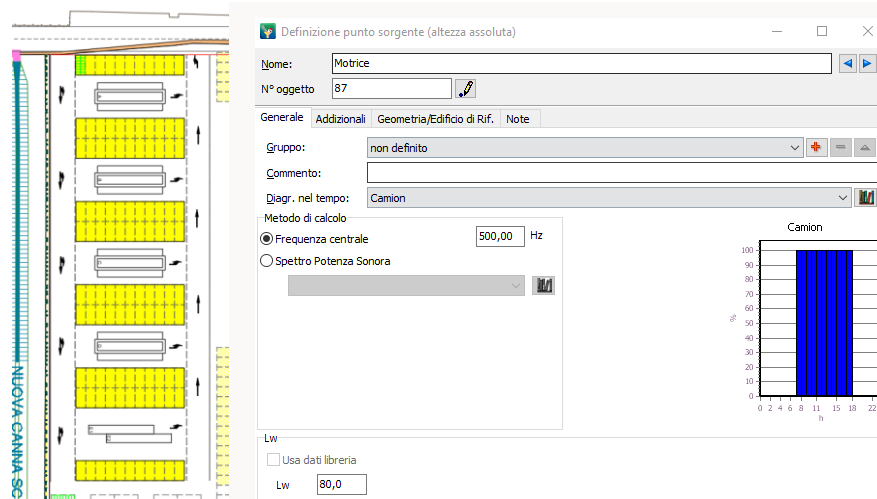 NUOVA CANNA SC
Definizione punto sorgente (altezza assoluta)
Nome: Motrice
N° oggetto 87
Generale Addizionali Geometria/Edificio di Rif. Note
Gruppo: non definito
Commento:
Diagr. nel tempo: Camion
Metodo di calcolo
Frequenza centrale 500,00 Hz
Spettro Potenza Sonora
Camion
100
90
80
70
60
50
40
30
20
10
0
%
0 2 4 6 8 11 15 18 22
h
Lw
Usa dati libreria
Lw 80,0